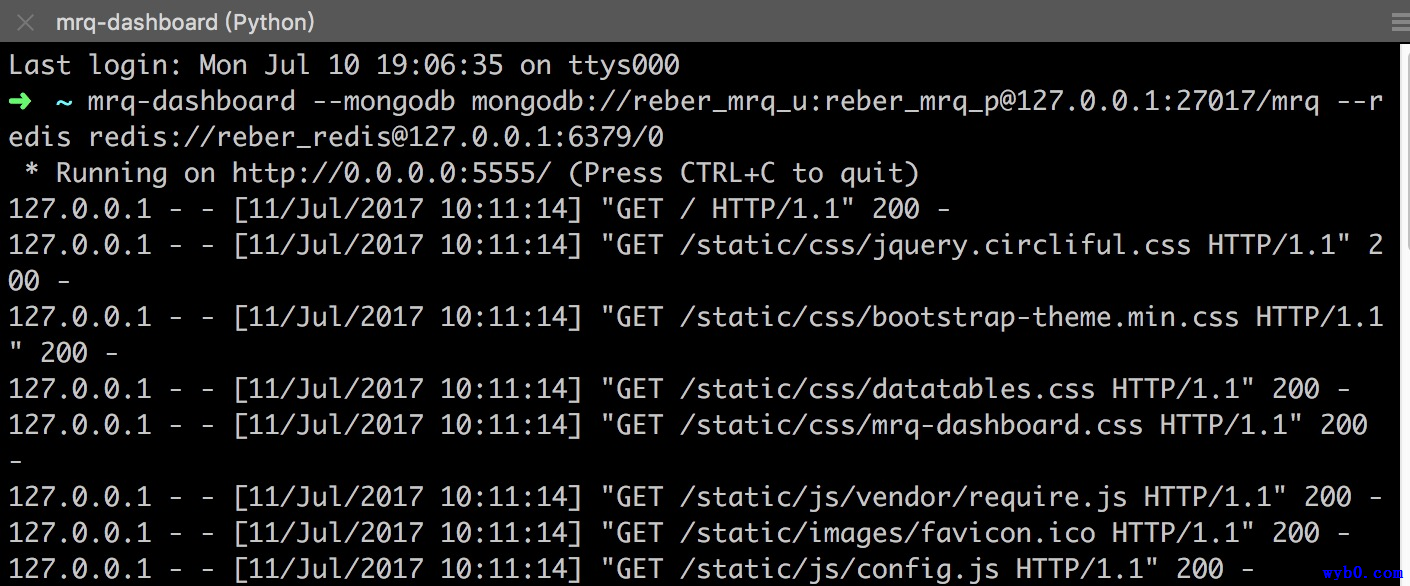 mrq-dashboard (Python)
Last login: Mon Jul 10 19:06:35 on ttys000
➜  ~ mrq-dashboard --mongodb mongodb://reber_mrq_u:reber_mrq_p@127.0.0.1:27017/mrq --r
edis redis://reber_redis@127.0.0.1:6379/0
 * Running on http://0.0.0.0:5555/ (Press CTRL+C to quit)
127.0.0.1 - - [11/Jul/2017 10:11:14] "GET / HTTP/1.1" 200 -
127.0.0.1 - - [11/Jul/2017 10:11:14] "GET /static/css/jquery.circliful.css HTTP/1.1" 2
00 -
127.0.0.1 - - [11/Jul/2017 10:11:14] "GET /static/css/bootstrap-theme.min.css HTTP/1.1
" 200 -
127.0.0.1 - - [11/Jul/2017 10:11:14] "GET /static/css/datatables.css HTTP/1.1" 200 -
127.0.0.1 - - [11/Jul/2017 10:11:14] "GET /static/css/mrq-dashboard.css HTTP/1.1" 200
-
127.0.0.1 - - [11/Jul/2017 10:11:14] "GET /static/js/vendor/require.js HTTP/1.1" 200 -
127.0.0.1 - - [11/Jul/2017 10:11:14] "GET /static/images/favicon.ico HTTP/1.1" 200 -
127.0.0.1 - - [11/Jul/2017 10:11:14] "GET /static/js/config.js HTTP/1.1" 200 -
wyb0.com